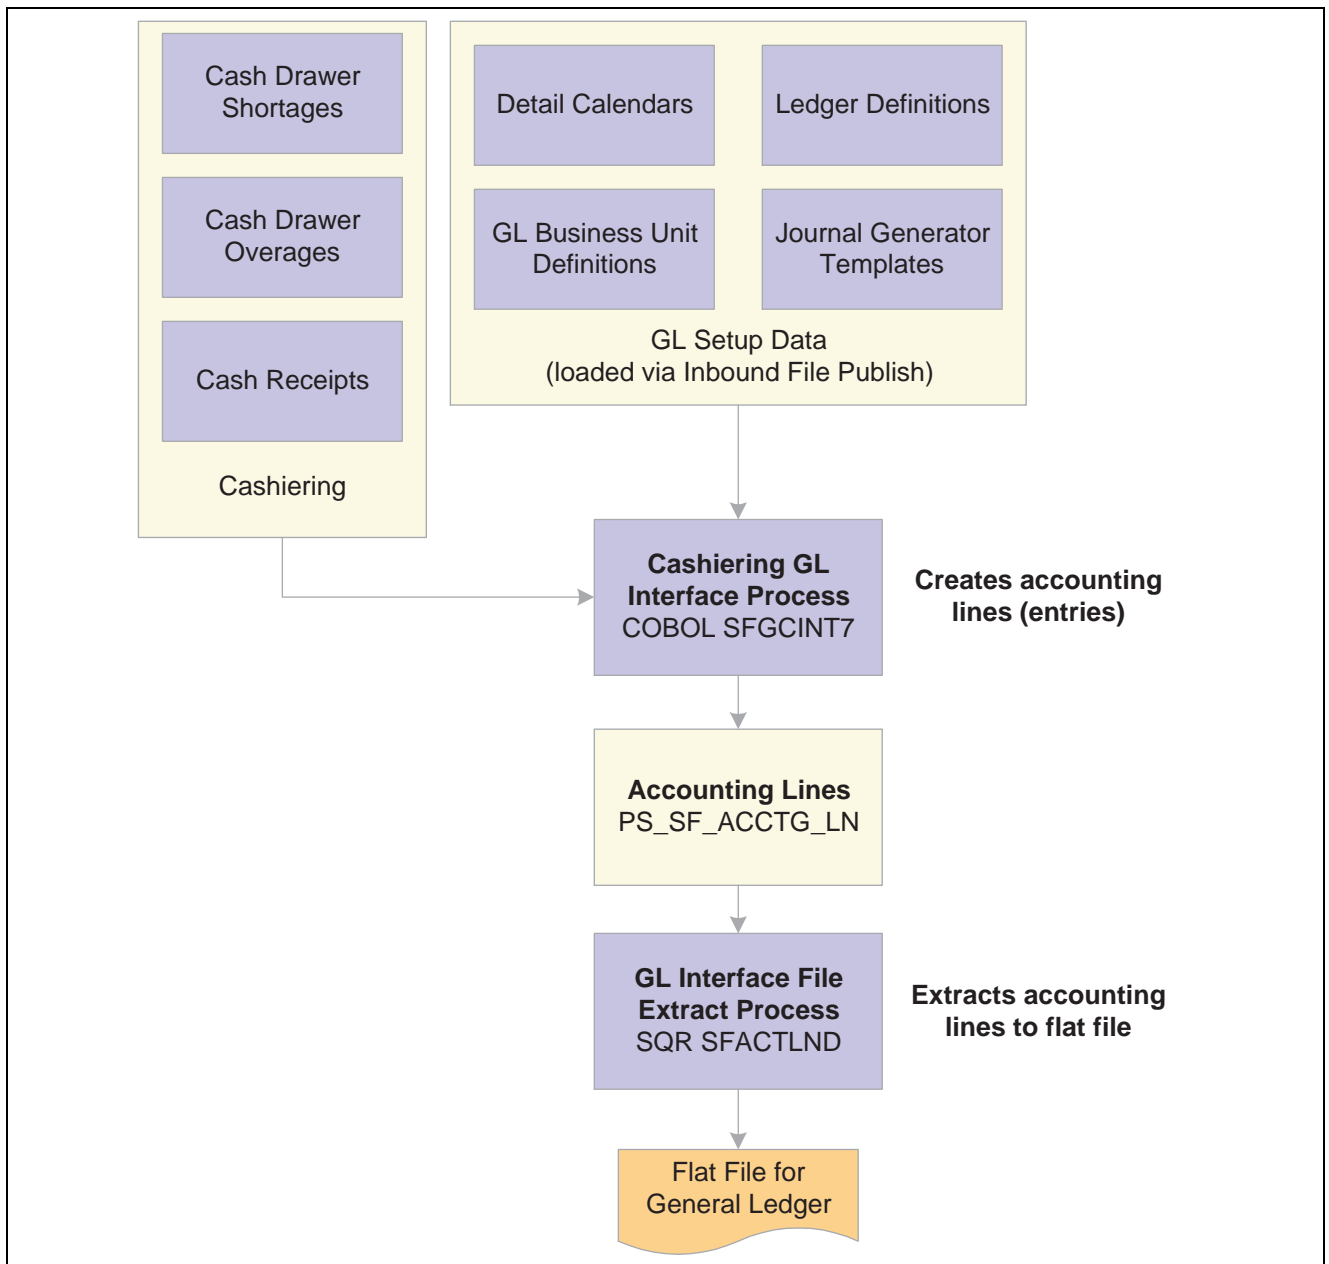 Cash Drawer
Shortages
Cash Drawer
Overages
Cash Receipts
Cashiering
Detail Calendars
Ledger Definitions
GL Business Unit
Definitions
Journal Generator
Templates
GL Setup Data
(loaded via Inbound File Publish)
Cashiering GL
Interface Process
COBOL SFGCINT7
Creates accounting
lines (entries)
Accounting Lines
PS_SF_ACCTG_LN
GL Interface File
Extract Process
SQR SFACTLND
Extracts accounting
lines to flat file
Flat File for
General Ledger